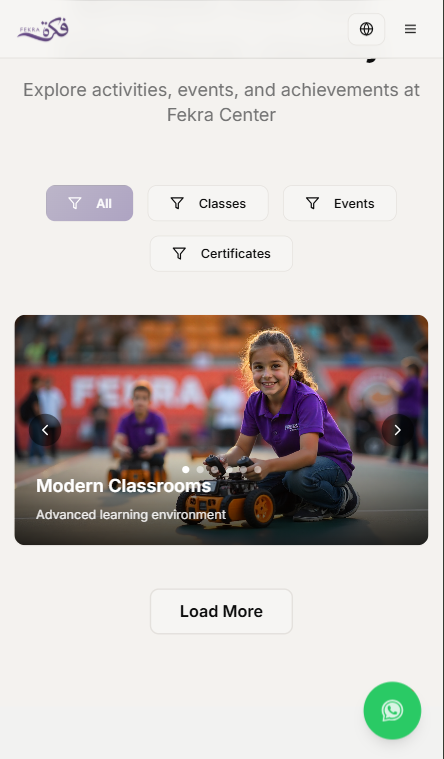 FEKRA فكرة
Explore activities, events, and achievements at
Fekra Center
All
Classes
Events
Certificates
FEKRA
Modern Classrooms
Advanced learning environment
Load More